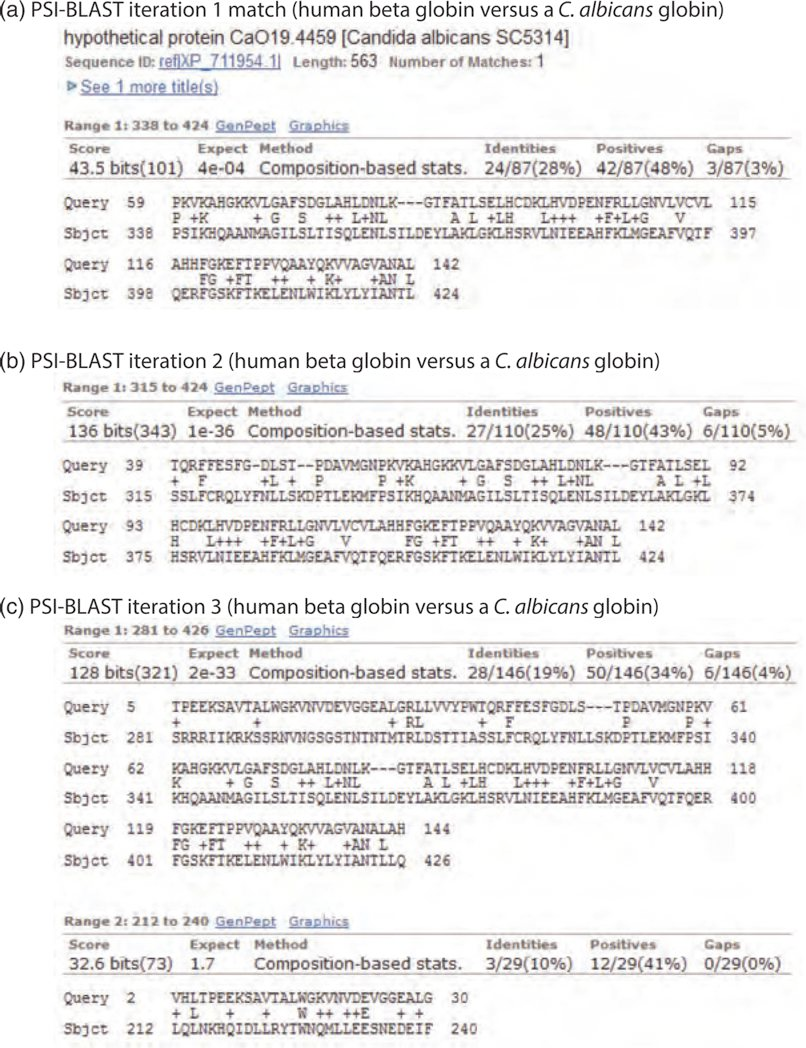 (a) PSI-BLAST iteration 1 match (human beta globin versus a C. albicans globin)
hypothetical protein CaO19.4459 [Candida albicans SC5314]
Sequence ID: ref|XP_711954.1| Length: 563 Number of Matches: 1
See 1 more title(s)
Range 1: 338 to 424 GenPept Graphics
Score Expect Method Identities Positives Gaps
43.5 bits(101) 4e-04 Composition-based stats. 24/87(28%) 42/87(48%) 3/87(3%)
Query 59 PKVKAHGKKVLGAFSDGLAHLDNLK---GTFATLSELHCDKLHVDPENFRLLGNVLVCVL 115
P +K + G S ++ L+NL A L +LH L+++ +F+L+G V
Sbjct 338 PSIKHQAANMAGILSLTISQLENLSILDEYLAKLGKLHSRVLNIEEAHFKLMGEAFVQTF 397
Query 116 AHHFGKEFTPPVQAAYQKVVAGVANAL 142
FG +FT ++ + K+ +AN L
Sbjct 398 QERFGSKFTKELENLWIKLYLYIANTL 424
(b) PSI-BLAST iteration 2 (human beta globin versus a C. albicans globin)
Range 1: 315 to 424 GenPept Graphics
Score Expect Method Identities Positives Gaps
136 bits(343) 1e-36 Composition-based stats. 27/110(25%) 48/110(43%) 6/110(5%)
Query 39 TQRFFESFG-DLST--PDAVMGNPKVKAHGKKVLGAFSDGLAHLDNLK---GTFATLSEL 92
+ F +L + P P +K + G S ++ L+NL A L +L
Sbjct 315 SSLFCRQLYFNLLSKDPTLEKMFPSIKHQAANMAGILSLTISQLENLSILDEYLAKLGKL 374
Query 93 HCDKLHVDPENFRLLGNVLVCVLAHHFGKEFTPPVQAAYQKVVAGVANAL 142
H L+++ +F+L+G V FG +FT ++ + K+ +AN L
Sbjct 375 HSRVLNIEEAHFKLMGEAFVQTFQERFGSKFTKELENLWIKLYLYIANTL 424
(c) PSI-BLAST iteration 3 (human beta globin versus a C. albicans globin)
Range 1: 281 to 426 GenPept Graphics
Score Expect Method Identities Positives Gaps
128 bits(321) 2e-33 Composition-based stats. 28/146(19%) 50/146(34%) 6/146(4%)
Query 5 TPEEKSAVTALWGKVNVDEVGGEALGRLLVVYPWTQRFFESFGDLS---TPDAVMGNPKV 61
+ + + RL + F P P +
Sbjct 281 SRRRIIKRKSSRNVNGSGSTNTNTMTRLDSTTIASSLFCRQLYFNLLSKDPTLEKMFPSI 340
Query 62 KAHGKKVLGAFSDGLAHLDNLK---GTFATLSELHCDKLHVDPENFRLLGNVLVCVLAHH 118
K + G S ++ L+NL A L +LH L+++ +F+L+G V
Sbjct 341 KHQAANMAGILSLTISQLENLSILDEYLAKLGKLHSRVLNIEEAHFKLMGEAFVQTFQER 400
Query 119 FGKEFTPPVQAAYQKVVAGVANALAH 144
FG +FT ++ + K+ +AN L
Sbjct 401 FGSKFTKELENLWIKLYLYIANTLLQ 426
Range 2: 212 to 240 GenPept Graphics
Score Expect Method Identities Positives Gaps
32.6 bits(73) 1.7 Composition-based stats. 3/29(10%) 12/29(41%) 0/29(0%)
Query 2 VHLTPEEKSAVTALWGKVNVDEVGGEALG 30
+ L + + W ++ ++E + +
Sbjct 212 LQLNKHQIDLLRYTWNQMLLEESNEDEIF 240